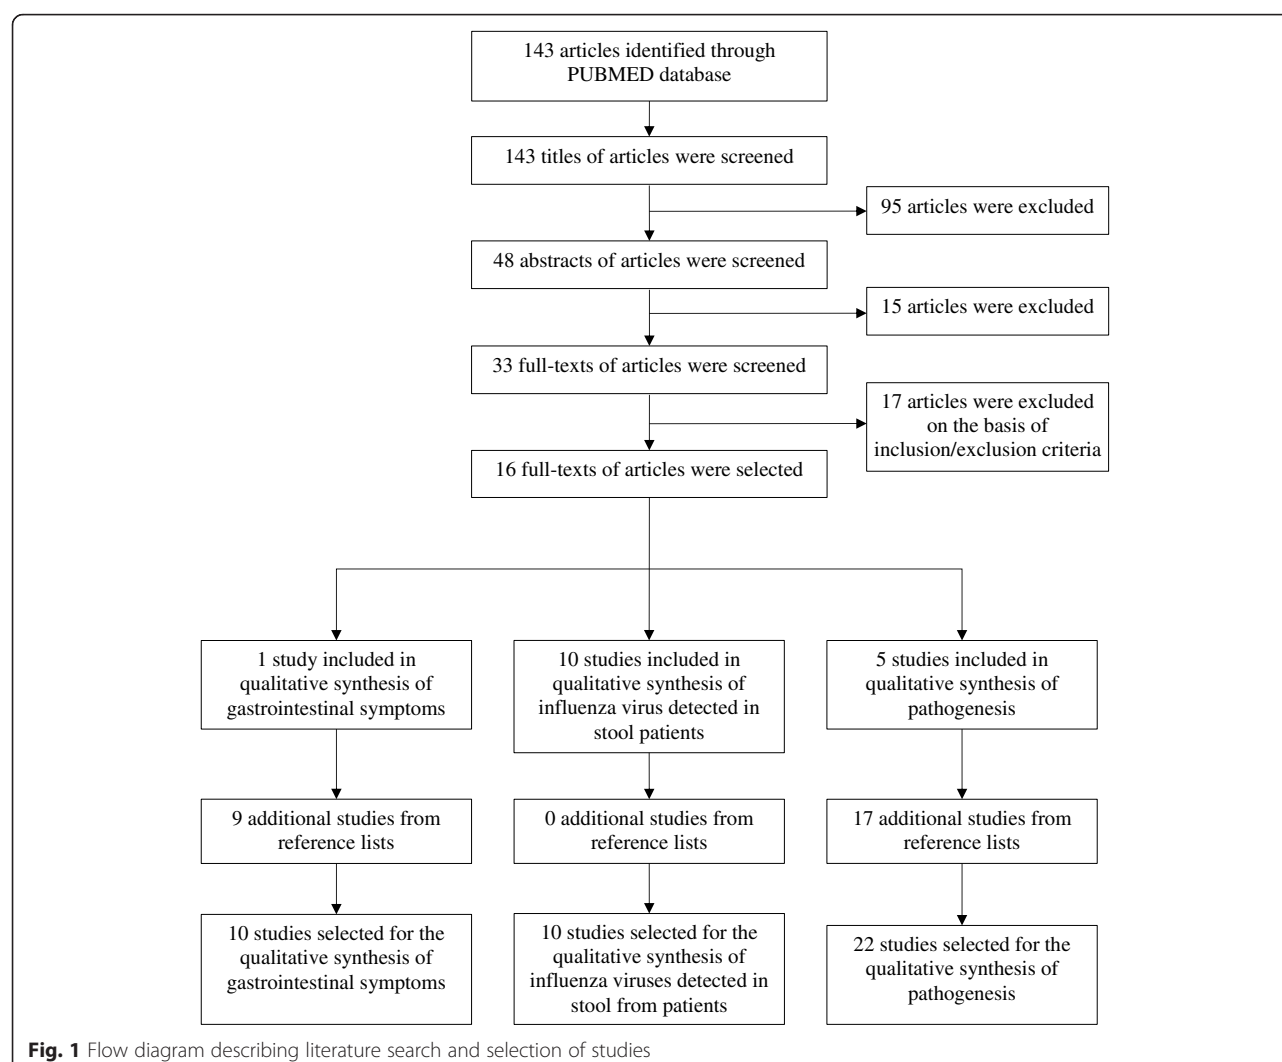 143 articles identified through
PUBMED database
143 titles of articles were screened
95 articles were excluded
48 abstracts of articles were screened
15 articles were excluded
33 full-texts of articles were screened
17 articles were excluded
on the basis of
inclusion/exclusion criteria
16 full-texts of articles were selected
1 study included in
qualitative synthesis of
gastrointestinal symptoms
10 studies included in
qualitative synthesis of
influenza virus detected in
stool patients
5 studies included in
qualitative synthesis of
pathogenesis
9 additional studies from
reference lists
0 additional studies from
reference lists
17 additional studies from
reference lists
10 studies selected for the
qualitative synthesis of
gastrointestinal symptoms
10 studies selected for the
qualitative synthesis of
influenza viruses detected in
stool from patients
22 studies selected for the
qualitative synthesis of
pathogenesis
Fig. 1 Flow diagram describing literature search and selection of studies